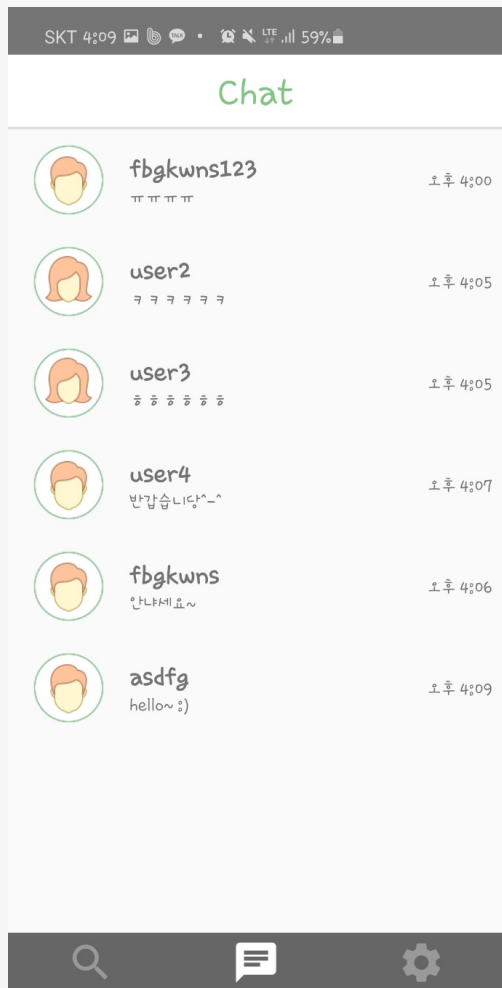 SKT 4:09 59%
LTE
Chat
fbgkwns123
ㅠㅠㅠㅠ
오후 4:00
user2
ㅋㅋㅋㅋㅋㅋ
오후 4:05
user3
ㅎㅎㅎㅎㅎㅎ
오후 4:05
user4
반갑습니당^-^
오후 4:07
fbgkwns
안냐세요~
오후 4:06
asdfg
hello~ :)
오후 4:09